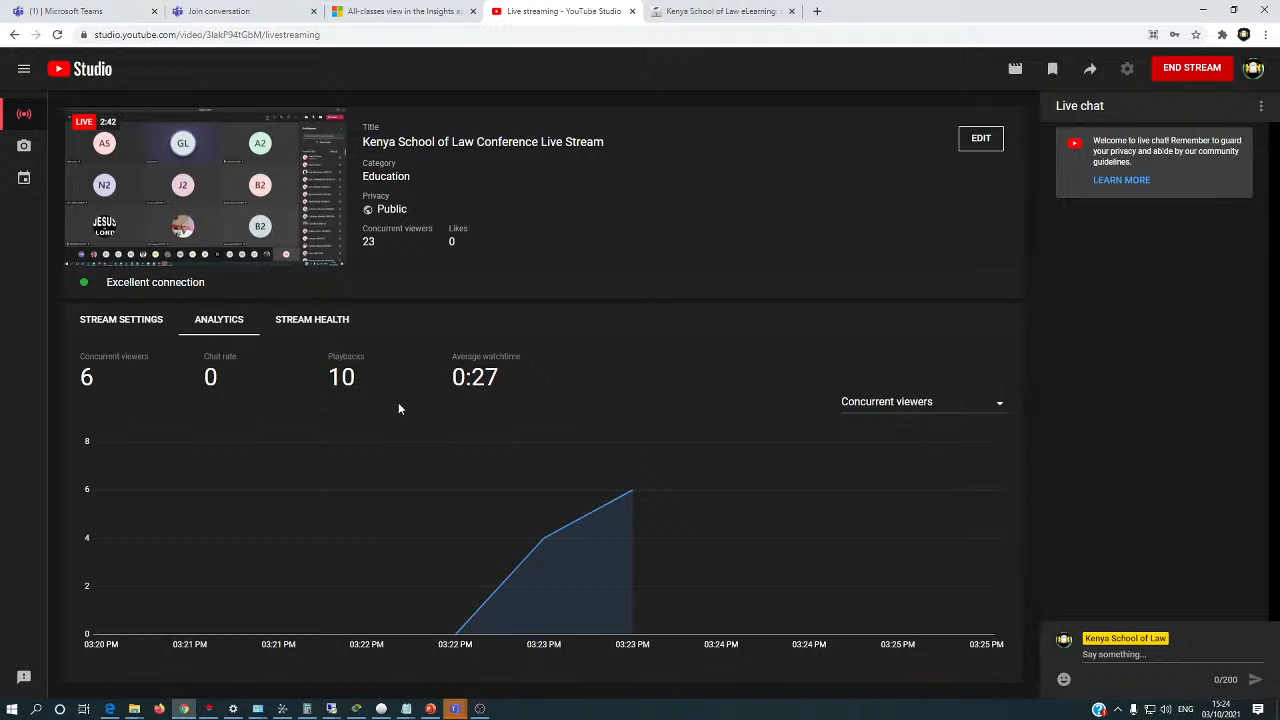 (1) Microsoft Teams
Join conversation
All-classes view in the Insights ap
Live streaming - YouTube Studio
Kenya School of Law eLearning: c
studio.youtube.com/video/3lakP94tGbM/livestreaming
Studio
END STREAM
LIVE 2:42
AS GL A2
N2 J2 B2
JESUS
LORD
B2
Title
Kenya School of Law Conference Live Stream
EDIT
Category
Education
Privacy
Public
Concurrent viewers Likes
23 0
Excellent connection
Live chat
Welcome to live chat! Remember to guard
your privacy and abide by our community
guidelines.
LEARN MORE
STREAM SETTINGS ANALYTICS STREAM HEALTH
Concurrent viewers Chat rate Playbacks Average watchtime
6 0 10 0:27
Concurrent viewers
8
6
4
2
0
03:20 PM 03:21 PM 03:21 PM 03:22 PM 03:22 PM 03:23 PM 03:23 PM 03:24 PM 03:24 PM 03:25 PM 03:25 PM
Kenya School of Law
Say something...
0/200
ENG
15:24
03/10/2021